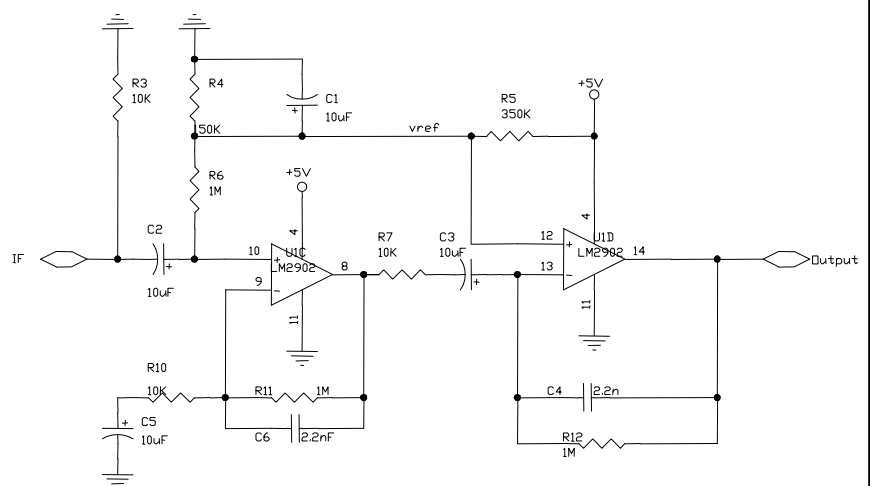 R3
10K
R4
150K
C1
10uF
R5
350K
+5V
vref
R6
1M
+5V
4
4
C2
10uF
IF
10
U1C
LM2902
9
8
11
R7
10K
C3
10uF
12
13
U1D
LM2902
14
11
Output
R10
10K
C5
10uF
R11
1M
C6
2.2nF
C4
2.2n
R12
1M